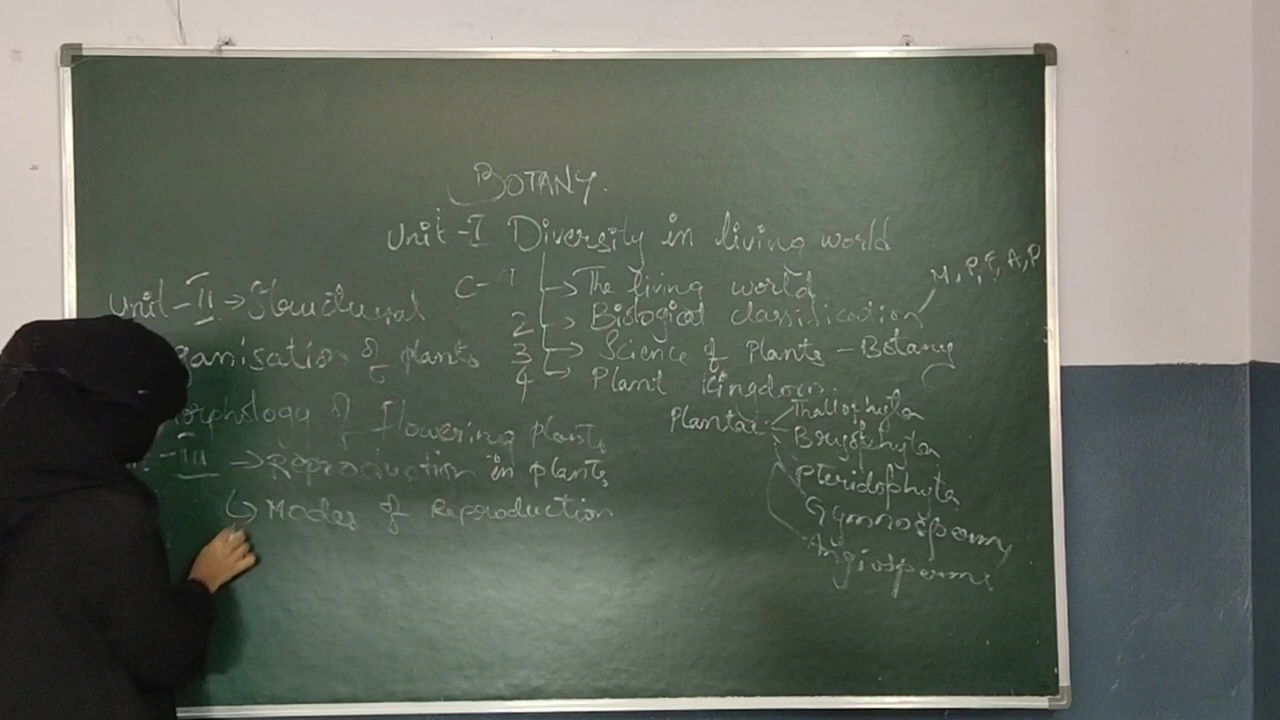 BOTANY.
Unit-I Diversity in living world
C-1 → The living world
2 → Biological classification
M, P, F, A, P
3 → Science of Plants - Botany
4 → Plant Kingdom.
Plantae
Thallophyta
Bryophyta
Pteridophyta
Gymnosperms
Angiosperms
Unit-II → Structural
ganisation of plants
orphology of Flowering plants
-III → Reproduction in plants
↳ Modes of Reproduction